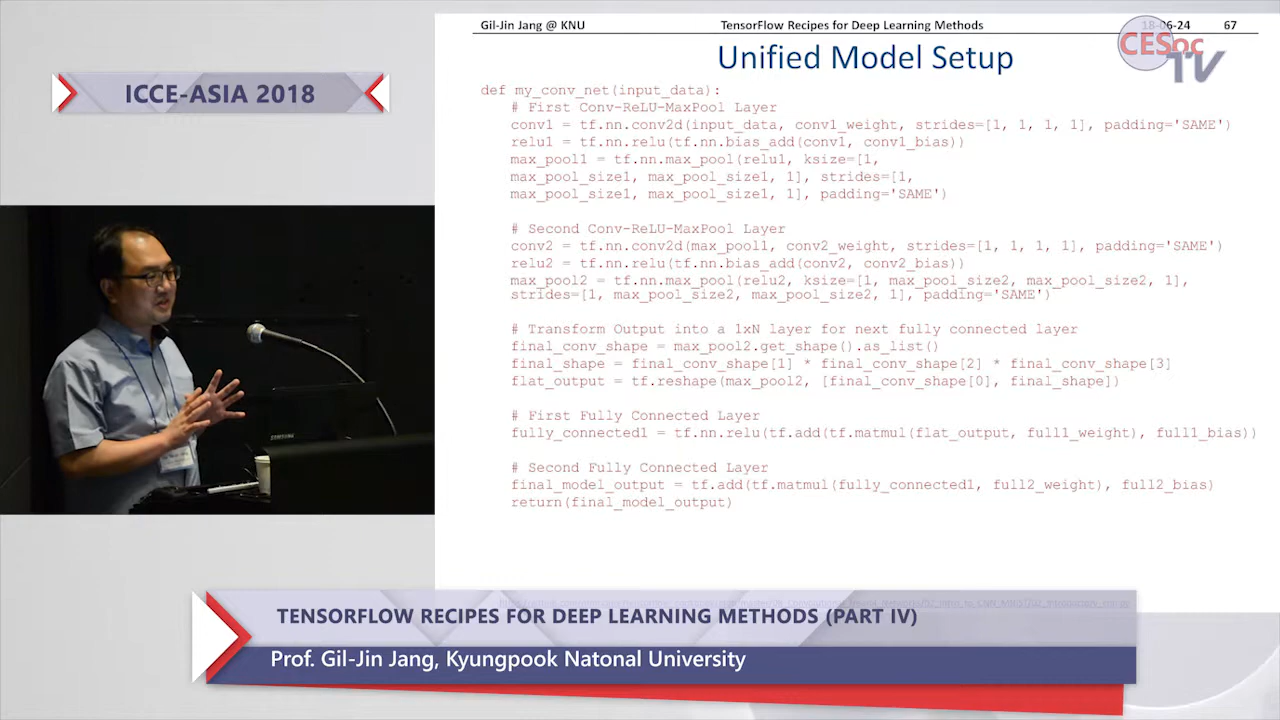 Gil-Jin Jang @ KNU TensorFlow Recipes for Deep Learning Methods 18-06-24 67
CESoc
TV
Unified Model Setup
ICCE-ASIA 2018
def my_conv_net(input_data):
# First Conv-ReLU-MaxPool Layer
conv1 = tf.nn.conv2d(input_data, conv1_weight, strides=[1, 1, 1, 1], padding='SAME')
relu1 = tf.nn.relu(tf.nn.bias_add(conv1, conv1_bias))
max_pool1 = tf.nn.max_pool(relu1, ksize=[1,
max_pool_size1, max_pool_size1, 1], strides=[1,
max_pool_size1, max_pool_size1, 1], padding='SAME')
# Second Conv-ReLU-MaxPool Layer
conv2 = tf.nn.conv2d(max_pool1, conv2_weight, strides=[1, 1, 1, 1], padding='SAME')
relu2 = tf.nn.relu(tf.nn.bias_add(conv2, conv2_bias))
max_pool2 = tf.nn.max_pool(relu2, ksize=[1, max_pool_size2, max_pool_size2, 1],
strides=[1, max_pool_size2, max_pool_size2, 1], padding='SAME')
# Transform Output into a 1xN layer for next fully connected layer
final_conv_shape = max_pool2.get_shape().as_list()
final_shape = final_conv_shape[1] * final_conv_shape[2] * final_conv_shape[3]
flat_output = tf.reshape(max_pool2, [final_conv_shape[0], final_shape])
# First Fully Connected Layer
fully_connected1 = tf.nn.relu(tf.add(tf.matmul(flat_output, full1_weight), full1_bias))
# Second Fully Connected Layer
final_model_output = tf.add(tf.matmul(fully_connected1, full2_weight), full2_bias)
return(final_model_output)
SAMSUNG
TENSORFLOW RECIPES FOR DEEP LEARNING METHODS (PART IV)
Prof. Gil-Jin Jang, Kyungpook Natonal University